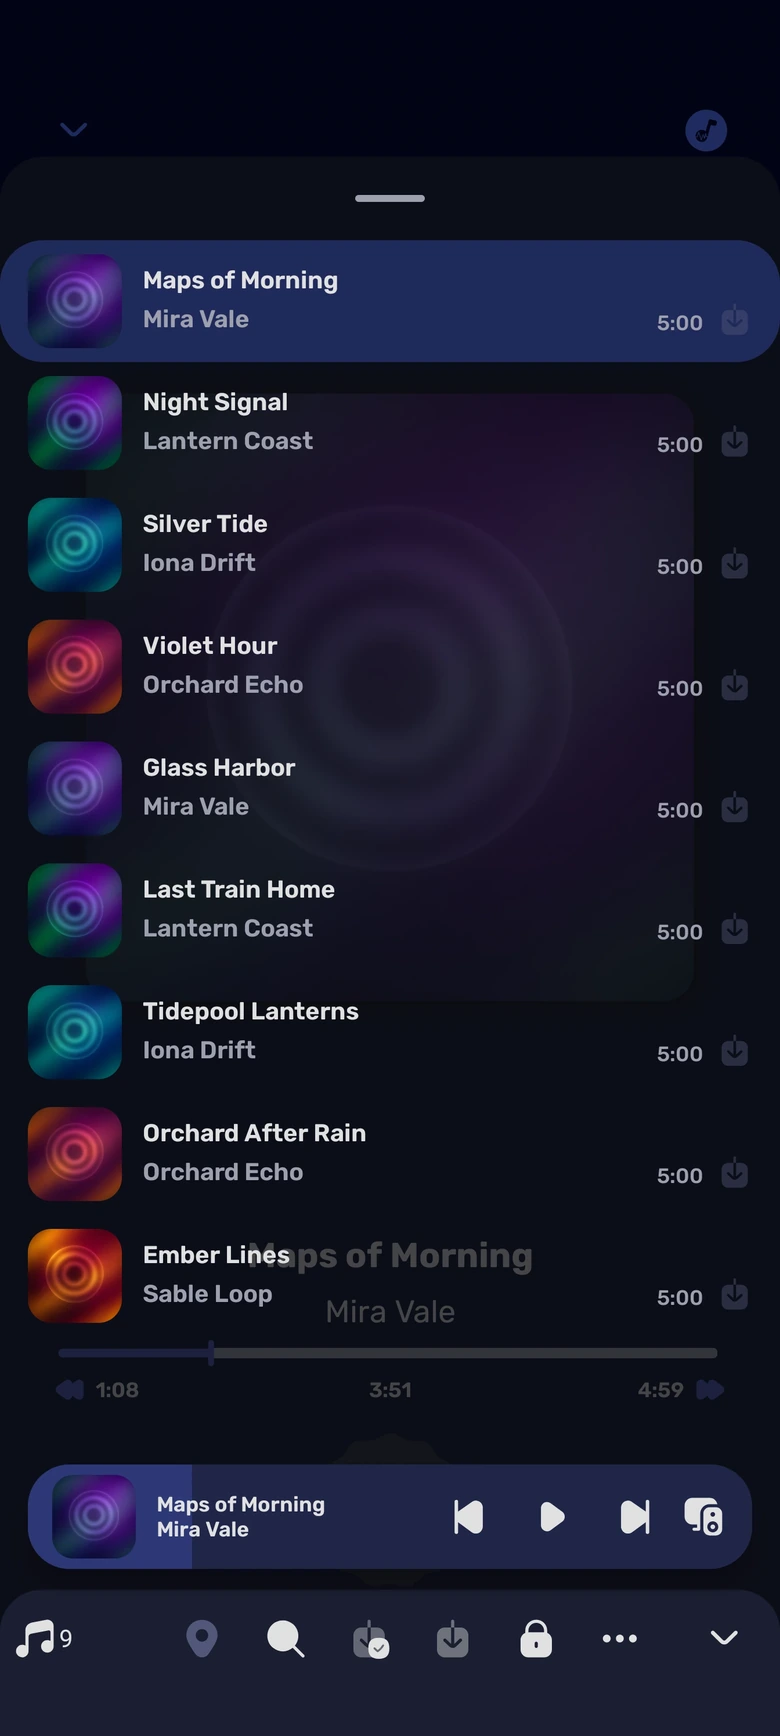 Maps of Morning
Mira Vale
5:00
Night Signal
Lantern Coast
5:00
Silver Tide
Iona Drift
5:00
Violet Hour
Orchard Echo
5:00
Glass Harbor
Mira Vale
5:00
Last Train Home
Lantern Coast
5:00
Tidepool Lanterns
Iona Drift
5:00
Orchard After Rain
Orchard Echo
5:00
Ember Lines
Maps of Morning
Sable Loop
5:00
Mira Vale
1:08 3:51 4:59
Maps of Morning
Mira Vale
9